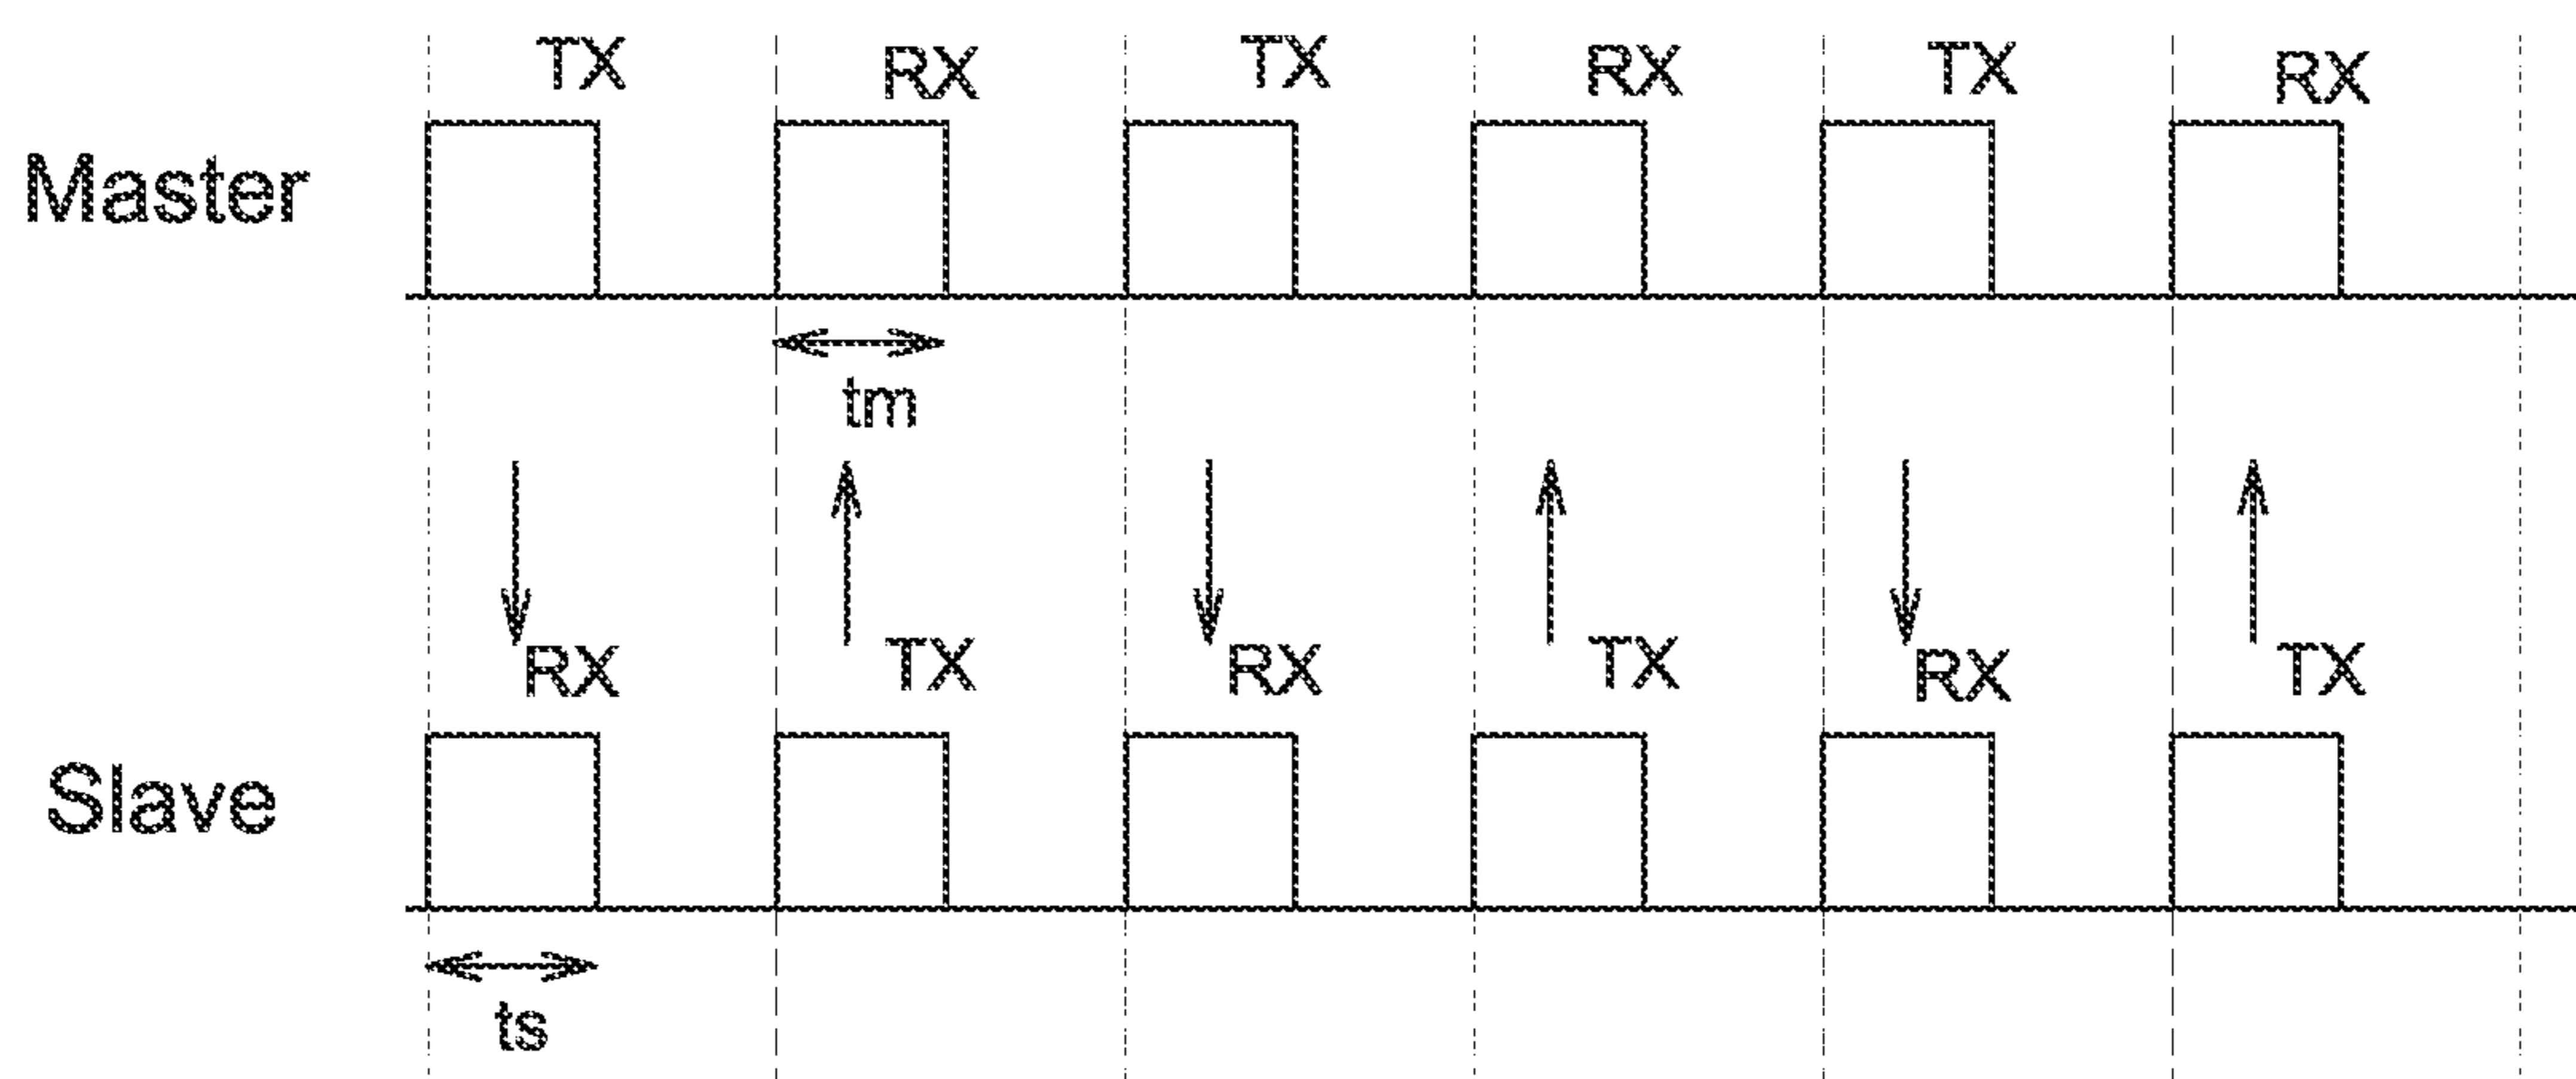 TX RX TX RX TX RX
Master
tm
RX TX RX TX RX TX
Slave
ts